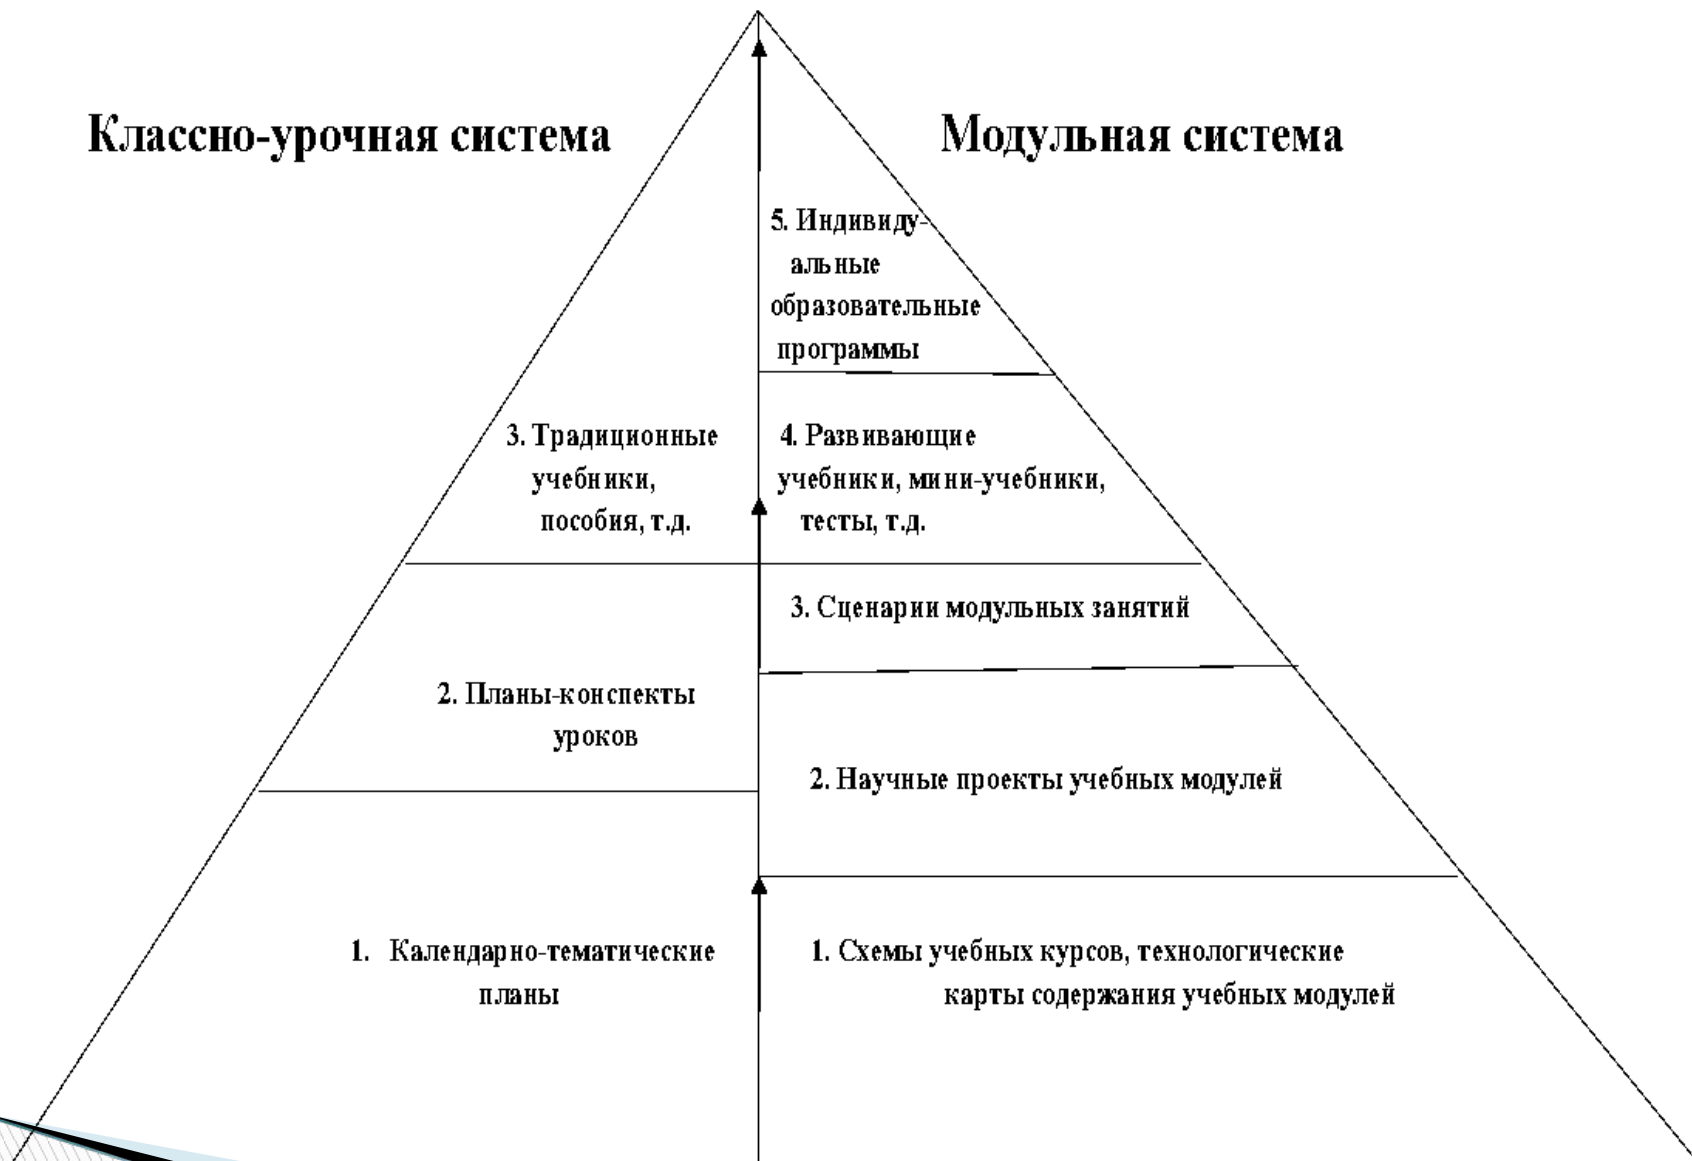 Классно-урочная система
Модульная система
5. Индивиду-
альные
образовательные
программы
3. Традиционные
учебники,
пособия, т.д.
4. Развивающие
учебники, мини-учебники,
тесты, т.д.
3. Сценарии модульных занятий
2. Планы-конспекты
уроков
2. Научные проекты учебных модулей
1. Календарно-тематические
планы
1. Схемы учебных курсов, технологические
карты содержания учебных модулей